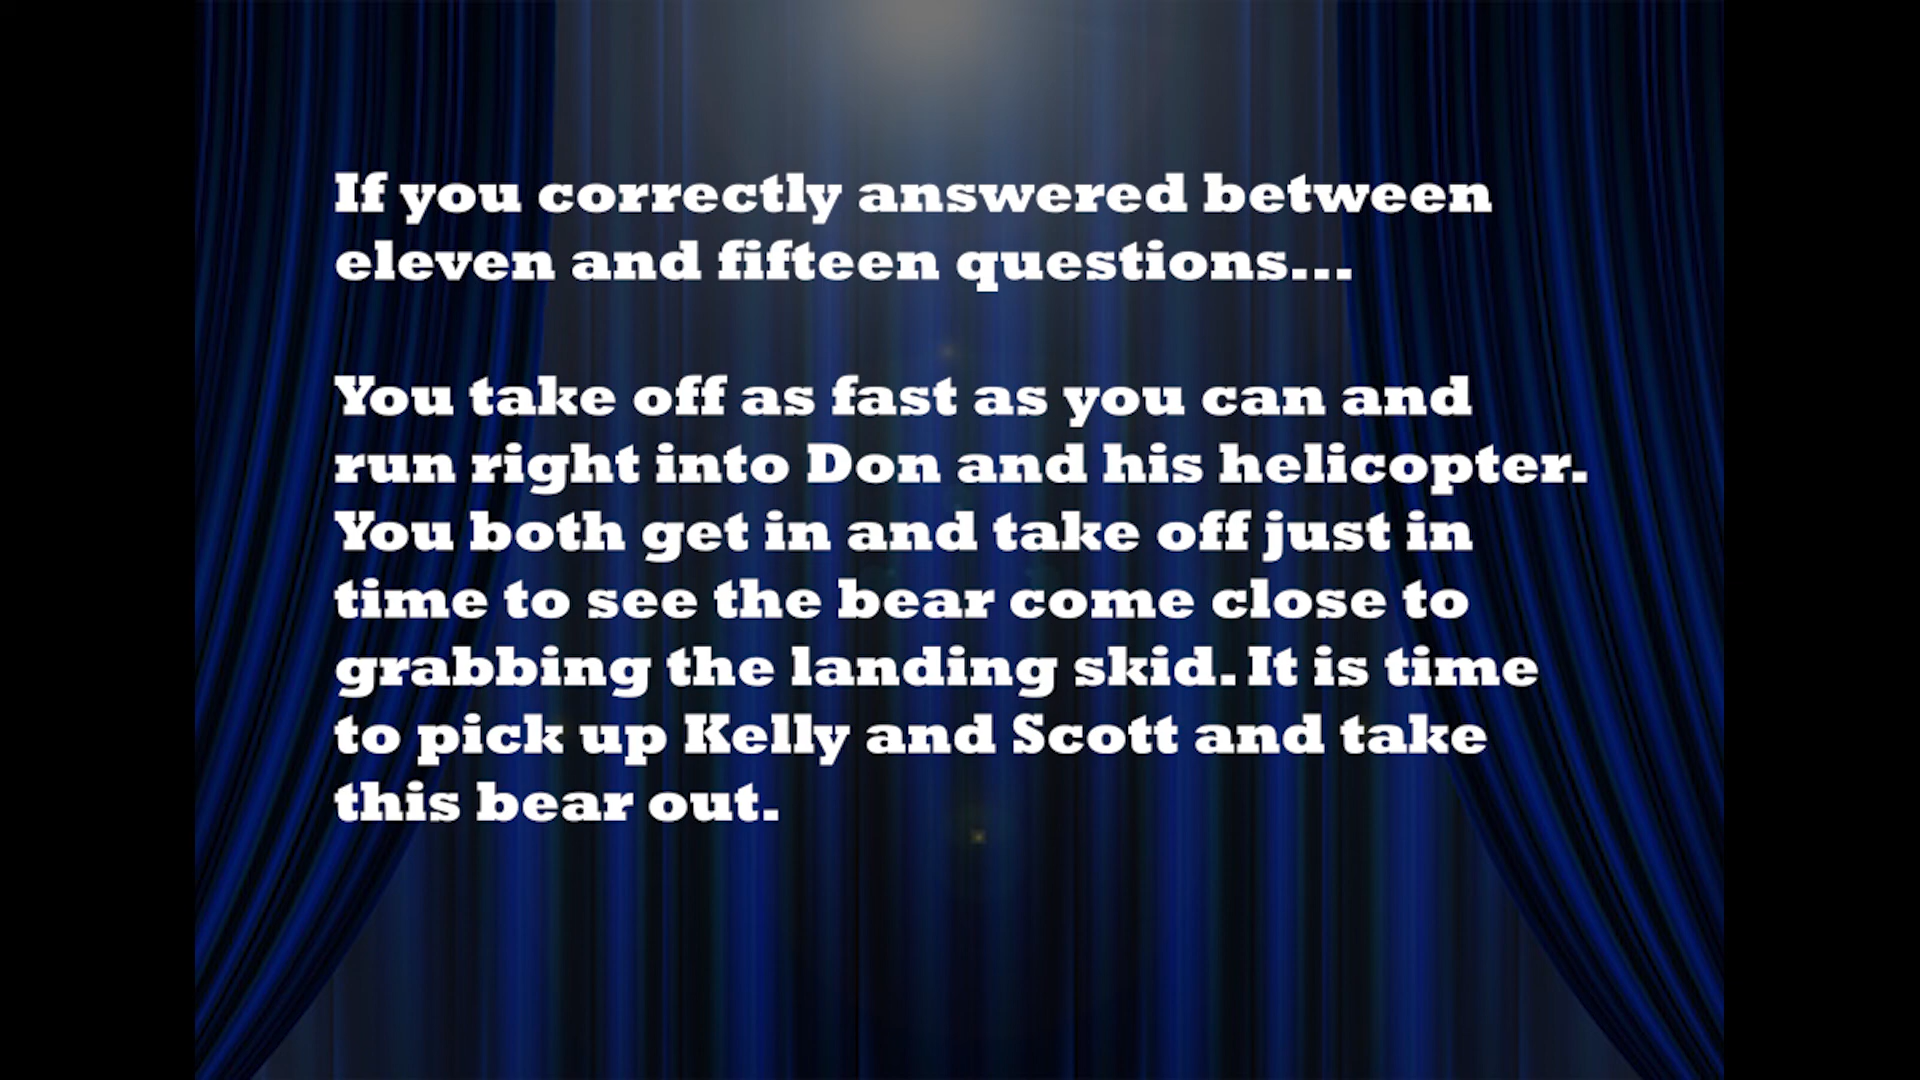 If you correctly answered between
eleven and fifteen questions...
You take off as fast as you can and
run right into Don and his helicopter.
You both get in and take off just in
time to see the bear come close to
grabbing the landing skid. It is time
to pick up Kelly and Scott and take
this bear out.